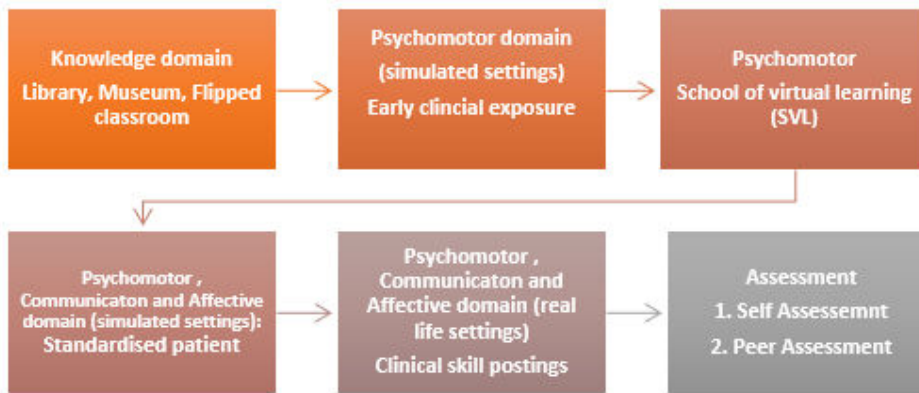 Knowledge domain
Library, Museum, Flipped
classroom
Psychomotor domain
(simulated settings)
Early clincial exposure
Psychomotor
School of virtual learning
(SVL)
Psychomotor ,
Communicaton and Affective
domain (simulated settings):
Standardised patient
Psychomotor ,
Communicaton and
Affective domain (real
life settings)
Clinical skill postings
Assessment
1. Self Assessemnt
2. Peer Assessment